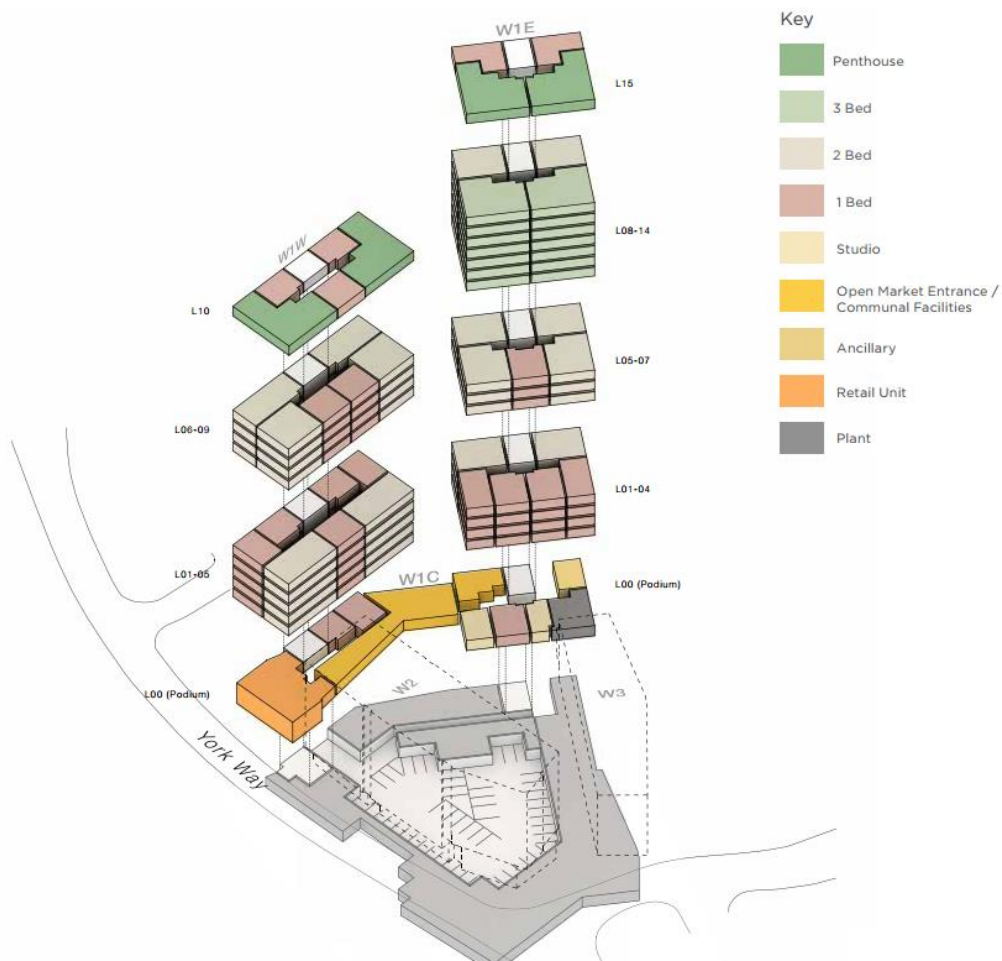 W1E
L15
L08-14
W1W
L10
L05-07
L06-09
L01-04
L01-05
W1C
L00 (Podium)
L00 (Podium)
W2
W3
York Way
Key
Penthouse
3 Bed
2 Bed
1 Bed
Studio
Open Market Entrance /
Communal Facilities
Ancillary
Retail Unit
Plant